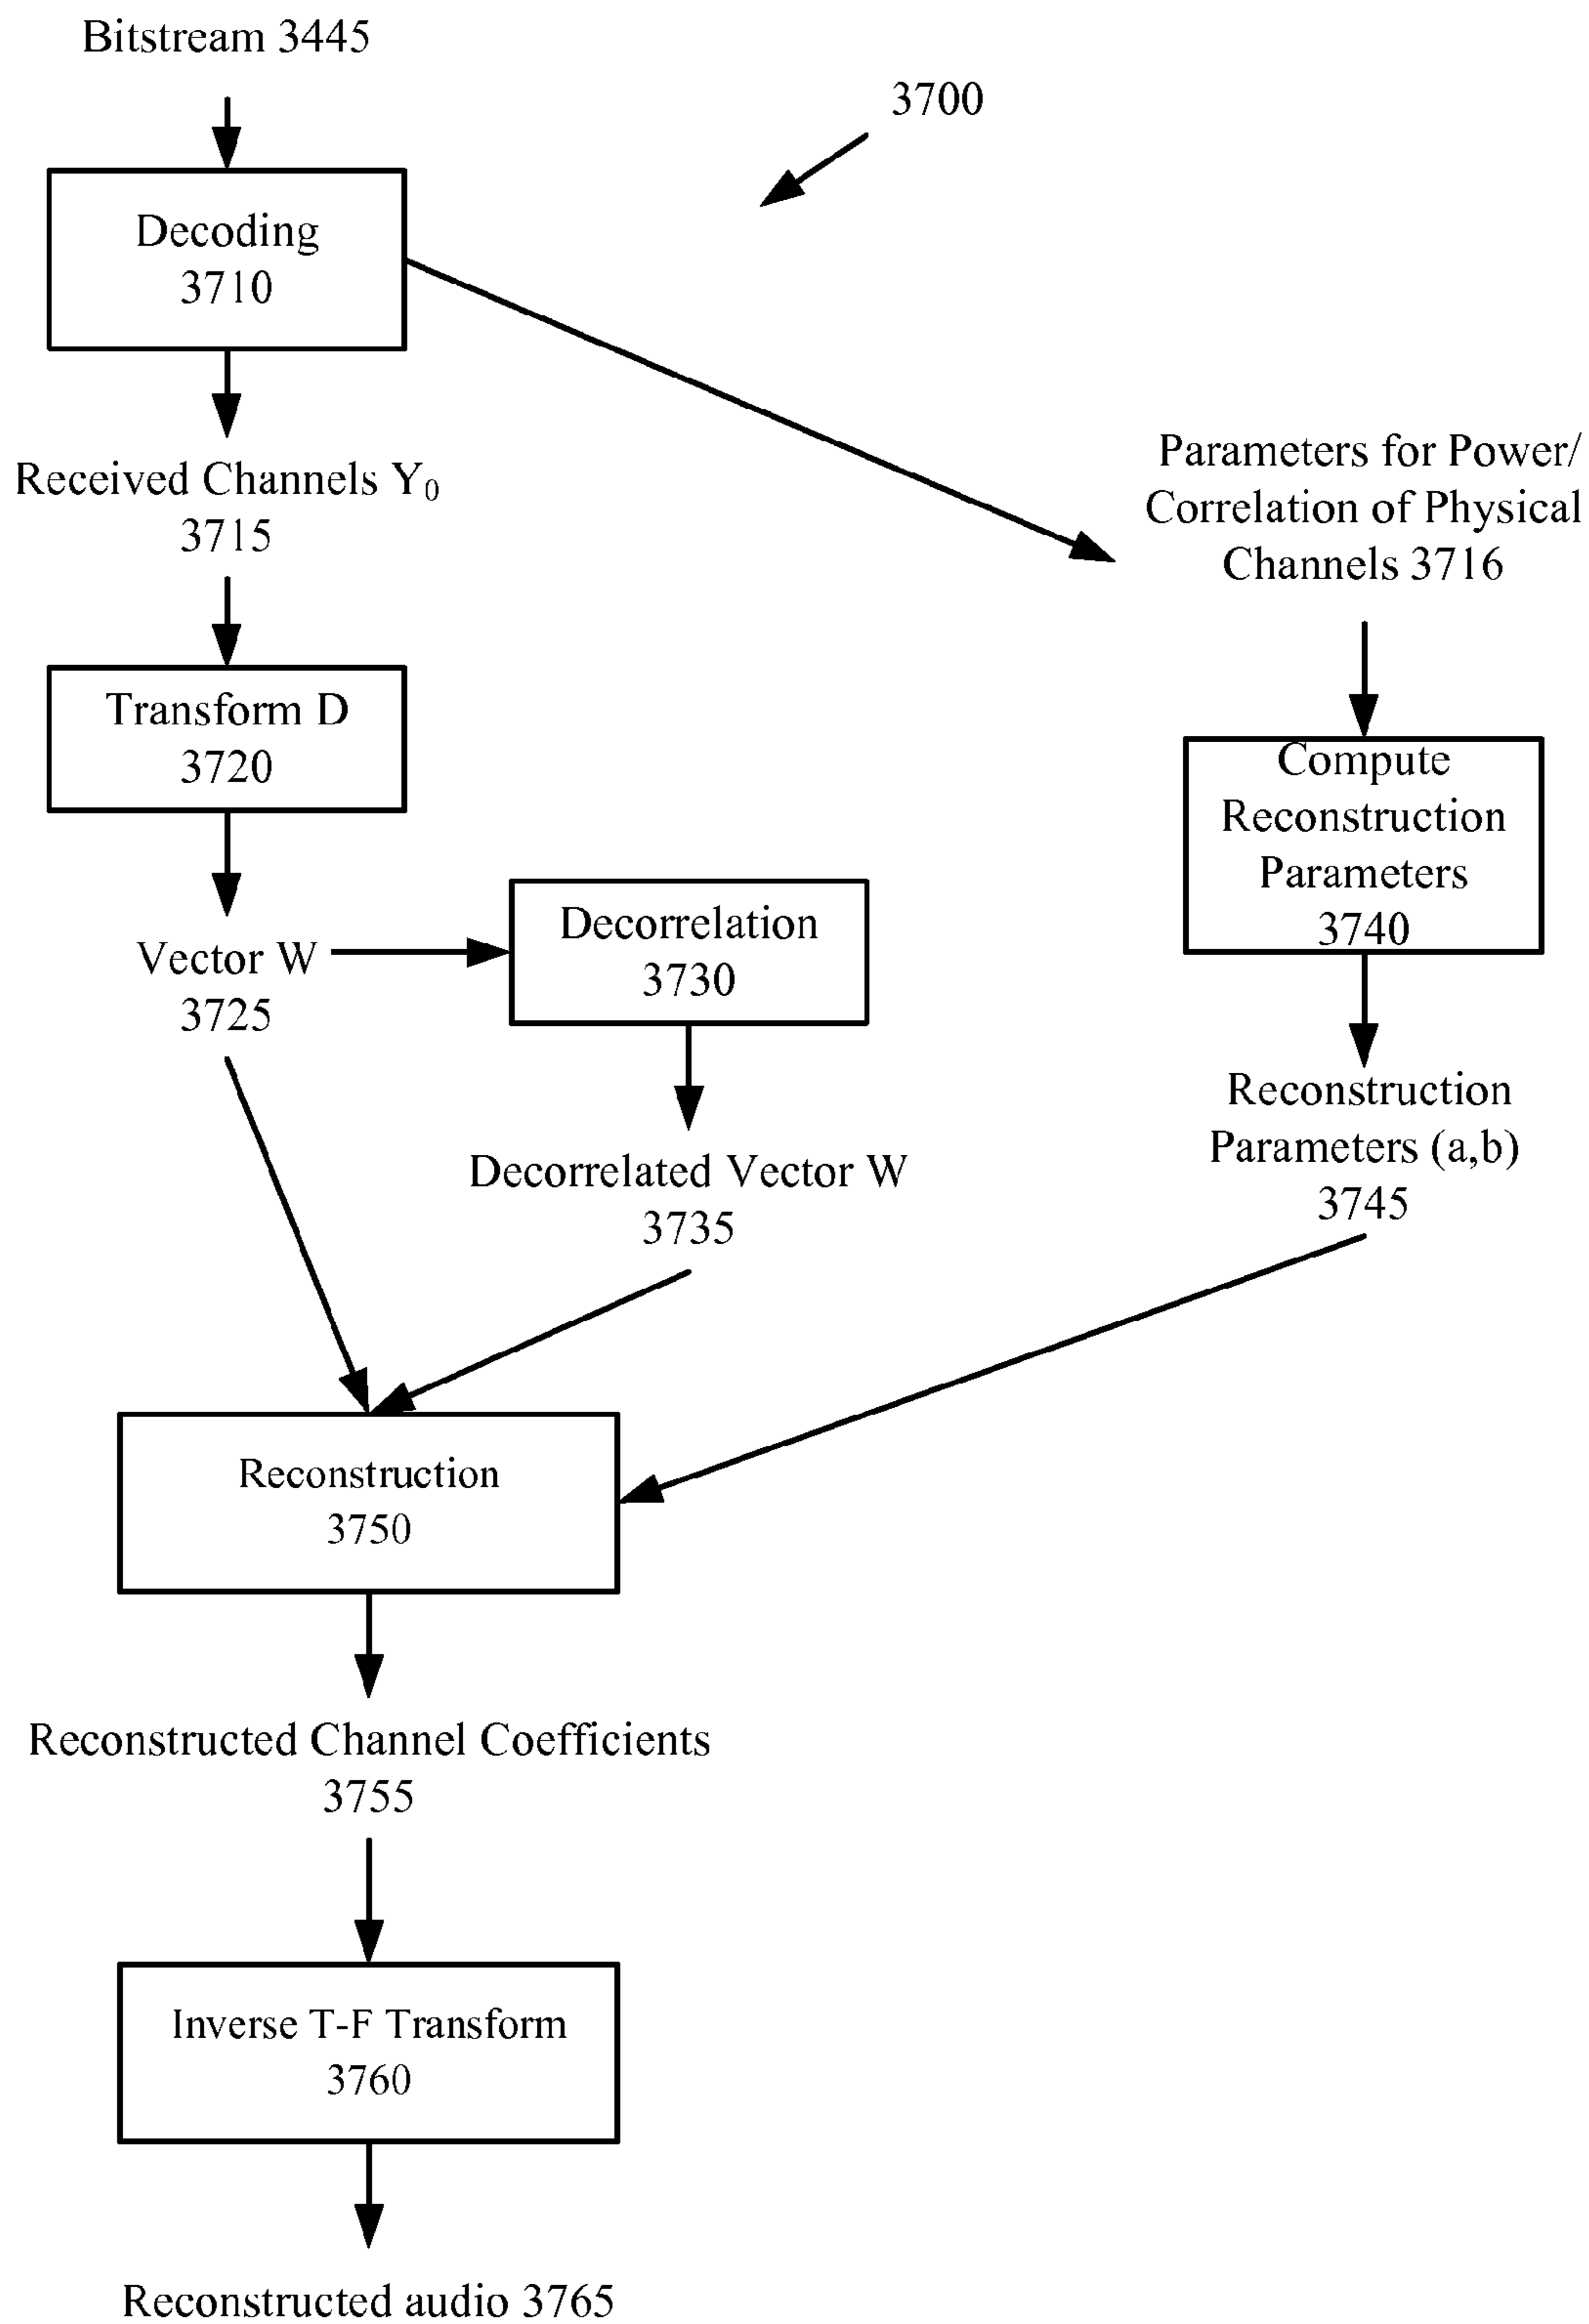 Bitstream 3445
3700
Decoding
3710
Received Channels Y₀
3715
Parameters for Power/
Correlation of Physical
Channels 3716
Transform D
3720
Compute
Reconstruction
Parameters
3740
Vector W
3725
Decorrelation
3730
Decorrelated Vector W
3735
Reconstruction
Parameters (a,b)
3745
Reconstruction
3750
Reconstructed Channel Coefficients
3755
Inverse T-F Transform
3760
Reconstructed audio 3765